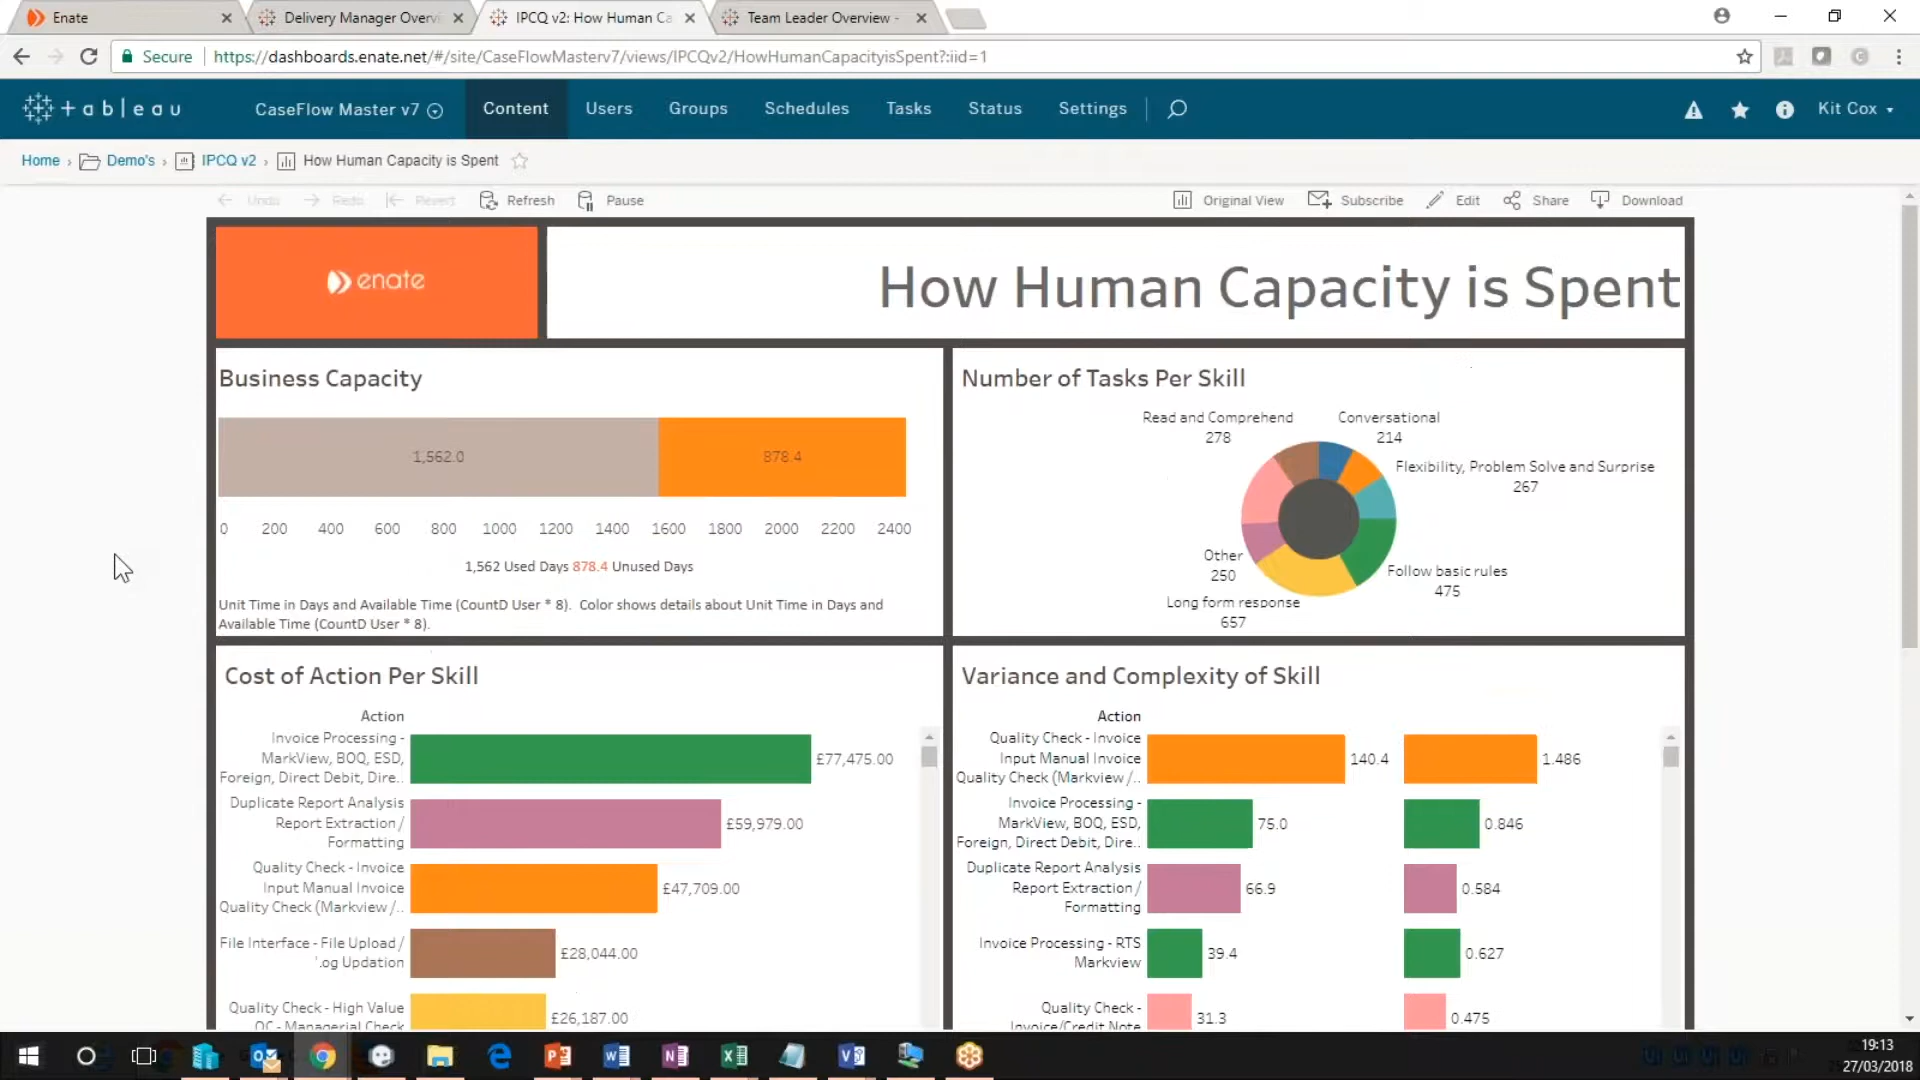 Enate
Delivery Manager Overvi
IPCQ v2: How Human Ca
Team Leader Overview -
Secure
https://dashboards.enate.net/#/site/CaseFlowMasterv7/views/IPCQv2/HowHumanCapacityisSpent?:iid=1
+ a b | e a u
CaseFlow Master v7
Content
Users
Groups
Schedules
Tasks
Status
Settings
Kit Cox
Home
Demo's
IPCQ v2
How Human Capacity is Spent
Undo
Redo
Revert
Refresh
Pause
Original View
Subscribe
Edit
Share
Download
enate
How Human Capacity is Spent
Business Capacity
1,562.0
878.4
0 200 400 600 800 1000 1200 1400 1600 1800 2000 2200 2400
1,562 Used Days 878.4 Unused Days
Unit Time in Days and Available Time (CountD User * 8). Color shows details about Unit Time in Days and
Available Time (CountD User * 8).
Number of Tasks Per Skill
Read and Comprehend
278
Conversational
214
Flexibility, Problem Solve and Surprise
267
Other
250
Follow basic rules
475
Long form response
657
Cost of Action Per Skill
Action
Invoice Processing -
MarkView, BOQ, ESD,
Foreign, Direct Debit, Dire..
£77,475.00
Duplicate Report Analysis
Report Extraction /
Formatting
£59,979.00
Quality Check - Invoice
Input Manual Invoice
Quality Check (Markview /..
£47,709.00
File Interface - File Upload /
'.og Updation
£28,044.00
Quality Check - High Value
QC - Managerial Check
£26,187.00
Variance and Complexity of Skill
Action
Quality Check - Invoice
Input Manual Invoice
Quality Check (Markview /..
140.4
1.486
Invoice Processing -
MarkView, BOQ, ESD,
Foreign, Direct Debit, Dire..
75.0
0.846
Duplicate Report Analysis
Report Extraction /
Formatting
66.9
0.584
Invoice Processing - RTS
Markview
39.4
0.627
Quality Check -
Invoice/Credit Note
31.3
0.475
19:13
27/03/2018